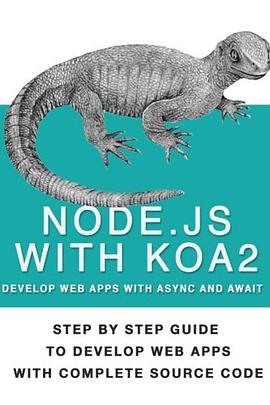 NODE.JS
WITH KOA2
DEVELOP WEB APPS WITH ASYNC AND AWAIT
STEP BY STEP GUIDE
TO DEVELOP WEB APPS
WITH COMPLETE SOURCE CODE